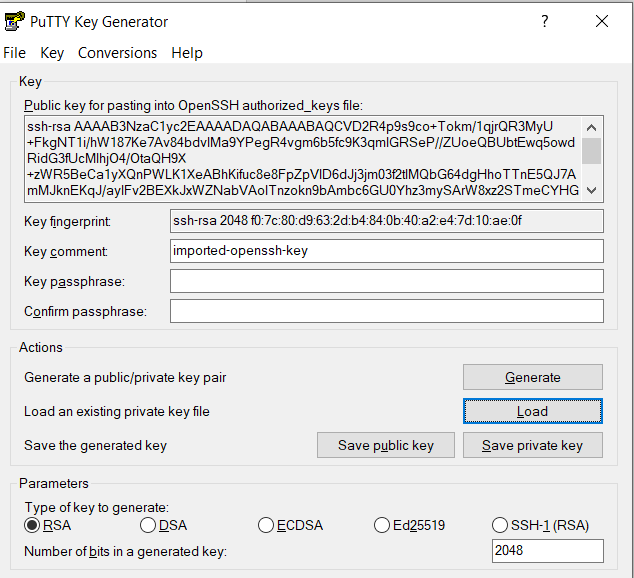 PuTTY Key Generator
File Key Conversions Help
Key
Public key for pasting into OpenSSH authorized_keys file:
ssh-rsa AAAAB3NzaC1yc2EAAAADAQABAAABAQCVD2R4p9s9co+Tokm/1qjrQR3MyU
+FkgNT1i/hW187Ke7Av84bdvlMa9YPegR4vgm6b5fc9K3qmlGRSeP//ZUoeQBUbtEwq5owd
RidG3fUcMlhjO4/OtaQH9X
+zWR5BeCa1yXQnPWLK1XeABhKifuc8e8FpZpVlD6dJj3jm03f2tlMQbG64dgHhoTTnE5QJ7A
mMJknEKqJ/aylFv2BEXkJxWZNabVAoITnzokn9bAmbc6GU0Yhz3mySArW8xz2STmeCYHG
Key fingerprint:
ssh-rsa 2048 f0:7c:80:d9:63:2d:b4:84:0b:40:a2:e4:7d:10:ae:0f
Key comment:
imported-openssh-key
Key passphrase:
Confirm passphrase:
Actions
Generate a public/private key pair
Generate
Load an existing private key file
Load
Save the generated key
Save public key
Save private key
Parameters
Type of key to generate:
RSA
DSA
ECDSA
Ed25519
SSH-1 (RSA)
Number of bits in a generated key:
2048